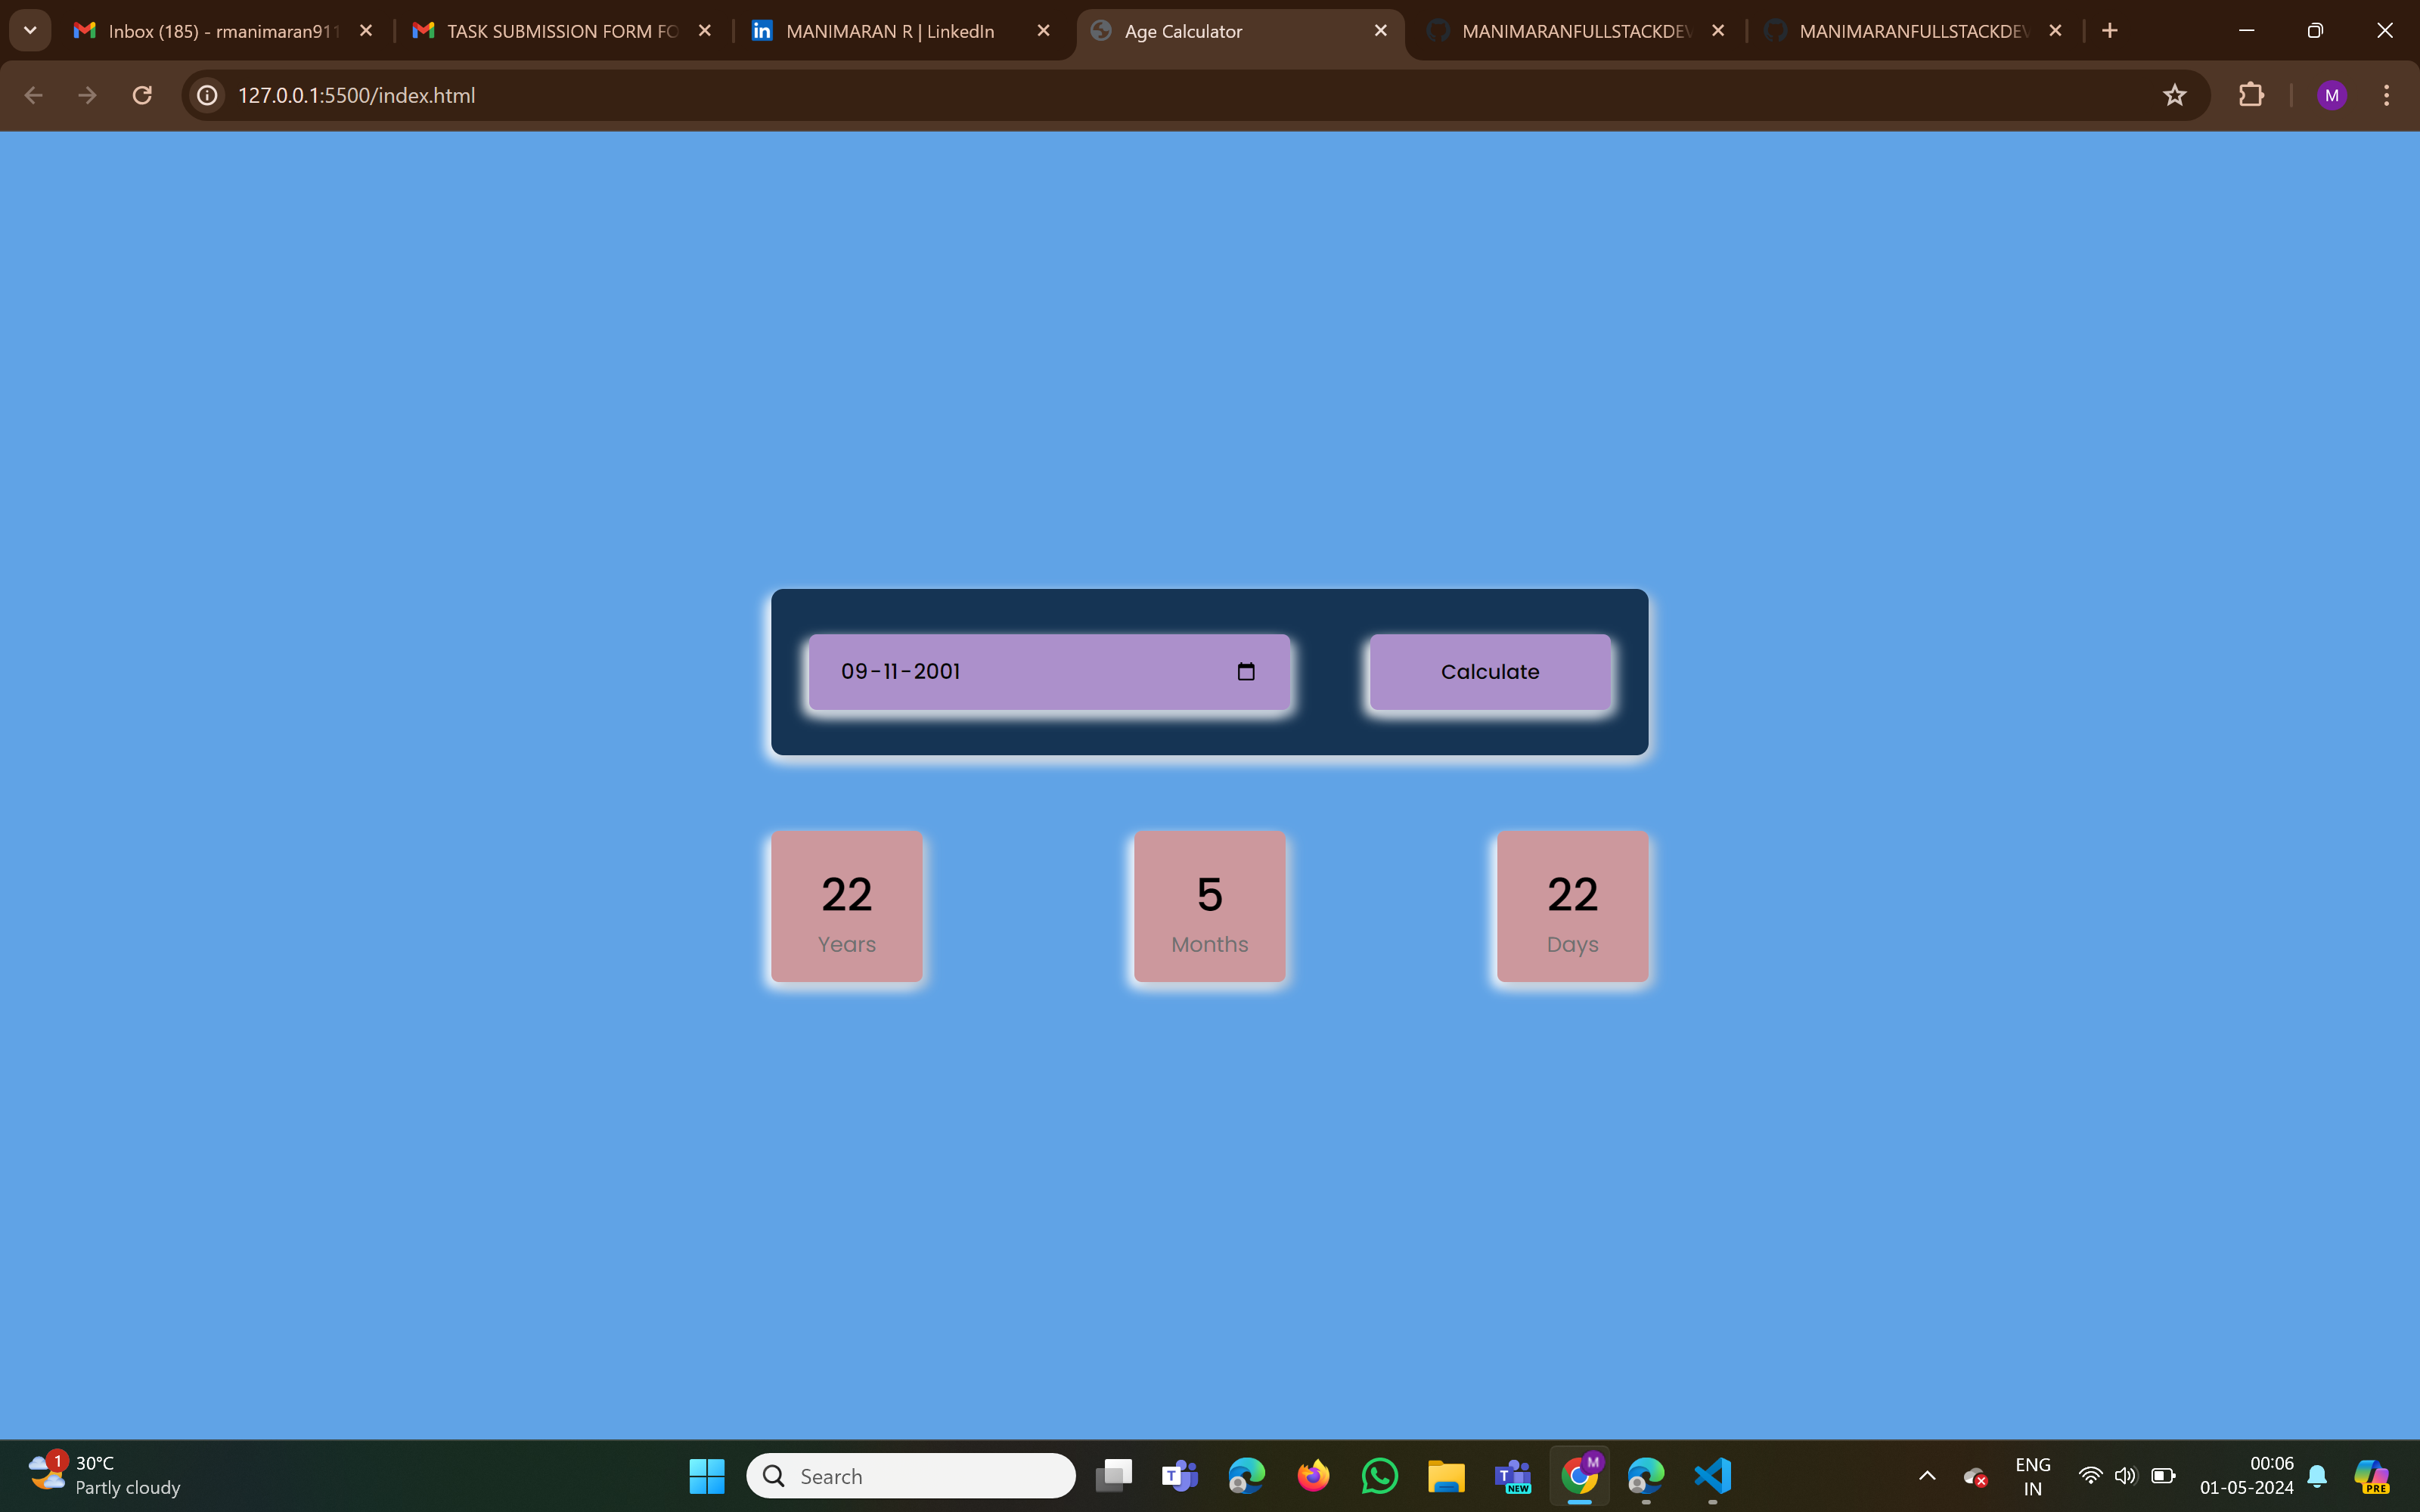 Inbox (185) - rmanimaran911
TASK SUBMISSION FORM FO
MANIMARAN R | LinkedIn
Age Calculator
MANIMARANFULLSTACKDEV
MANIMARANFULLSTACKDEV
127.0.0.1:5500/index.html
M
09-11-2001
Calculate
22
Years
5
Months
22
Days
1
30°C
Partly cloudy
Search
T
T
NEW
M
ENG
IN
00:06
01-05-2024
PRE